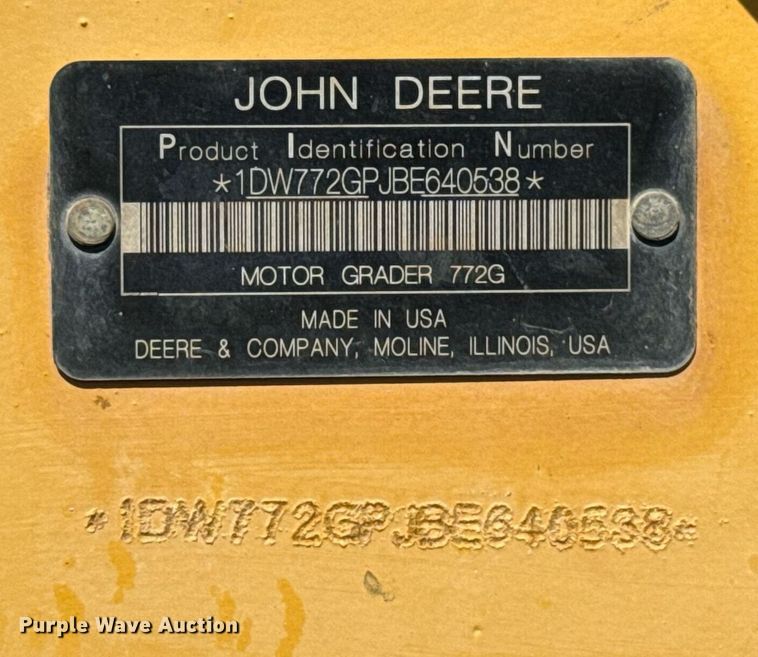 JOHN DEERE
Product Identification Number
*1DW772GPJBE640538*
MOTOR GRADER 772G
MADE IN USA
DEERE & COMPANY, MOLINE, ILLINOIS, USA
*1DW772GPJBE640538*
Purple Wave Auction